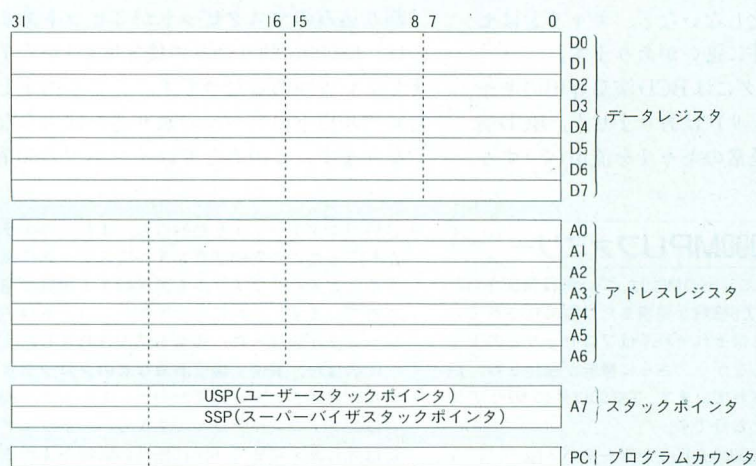 31 16 15 8 7 0
D0
D1
D2
D3
D4
D5
D6
D7
データレジスタ
A0
A1
A2
A3
A4
A5
A6
アドレスレジスタ
USP(ユーザースタックポインタ)
SSP(スーパーバイザスタックポインタ)
A7 スタックポインタ
PC プログラムカウンタ